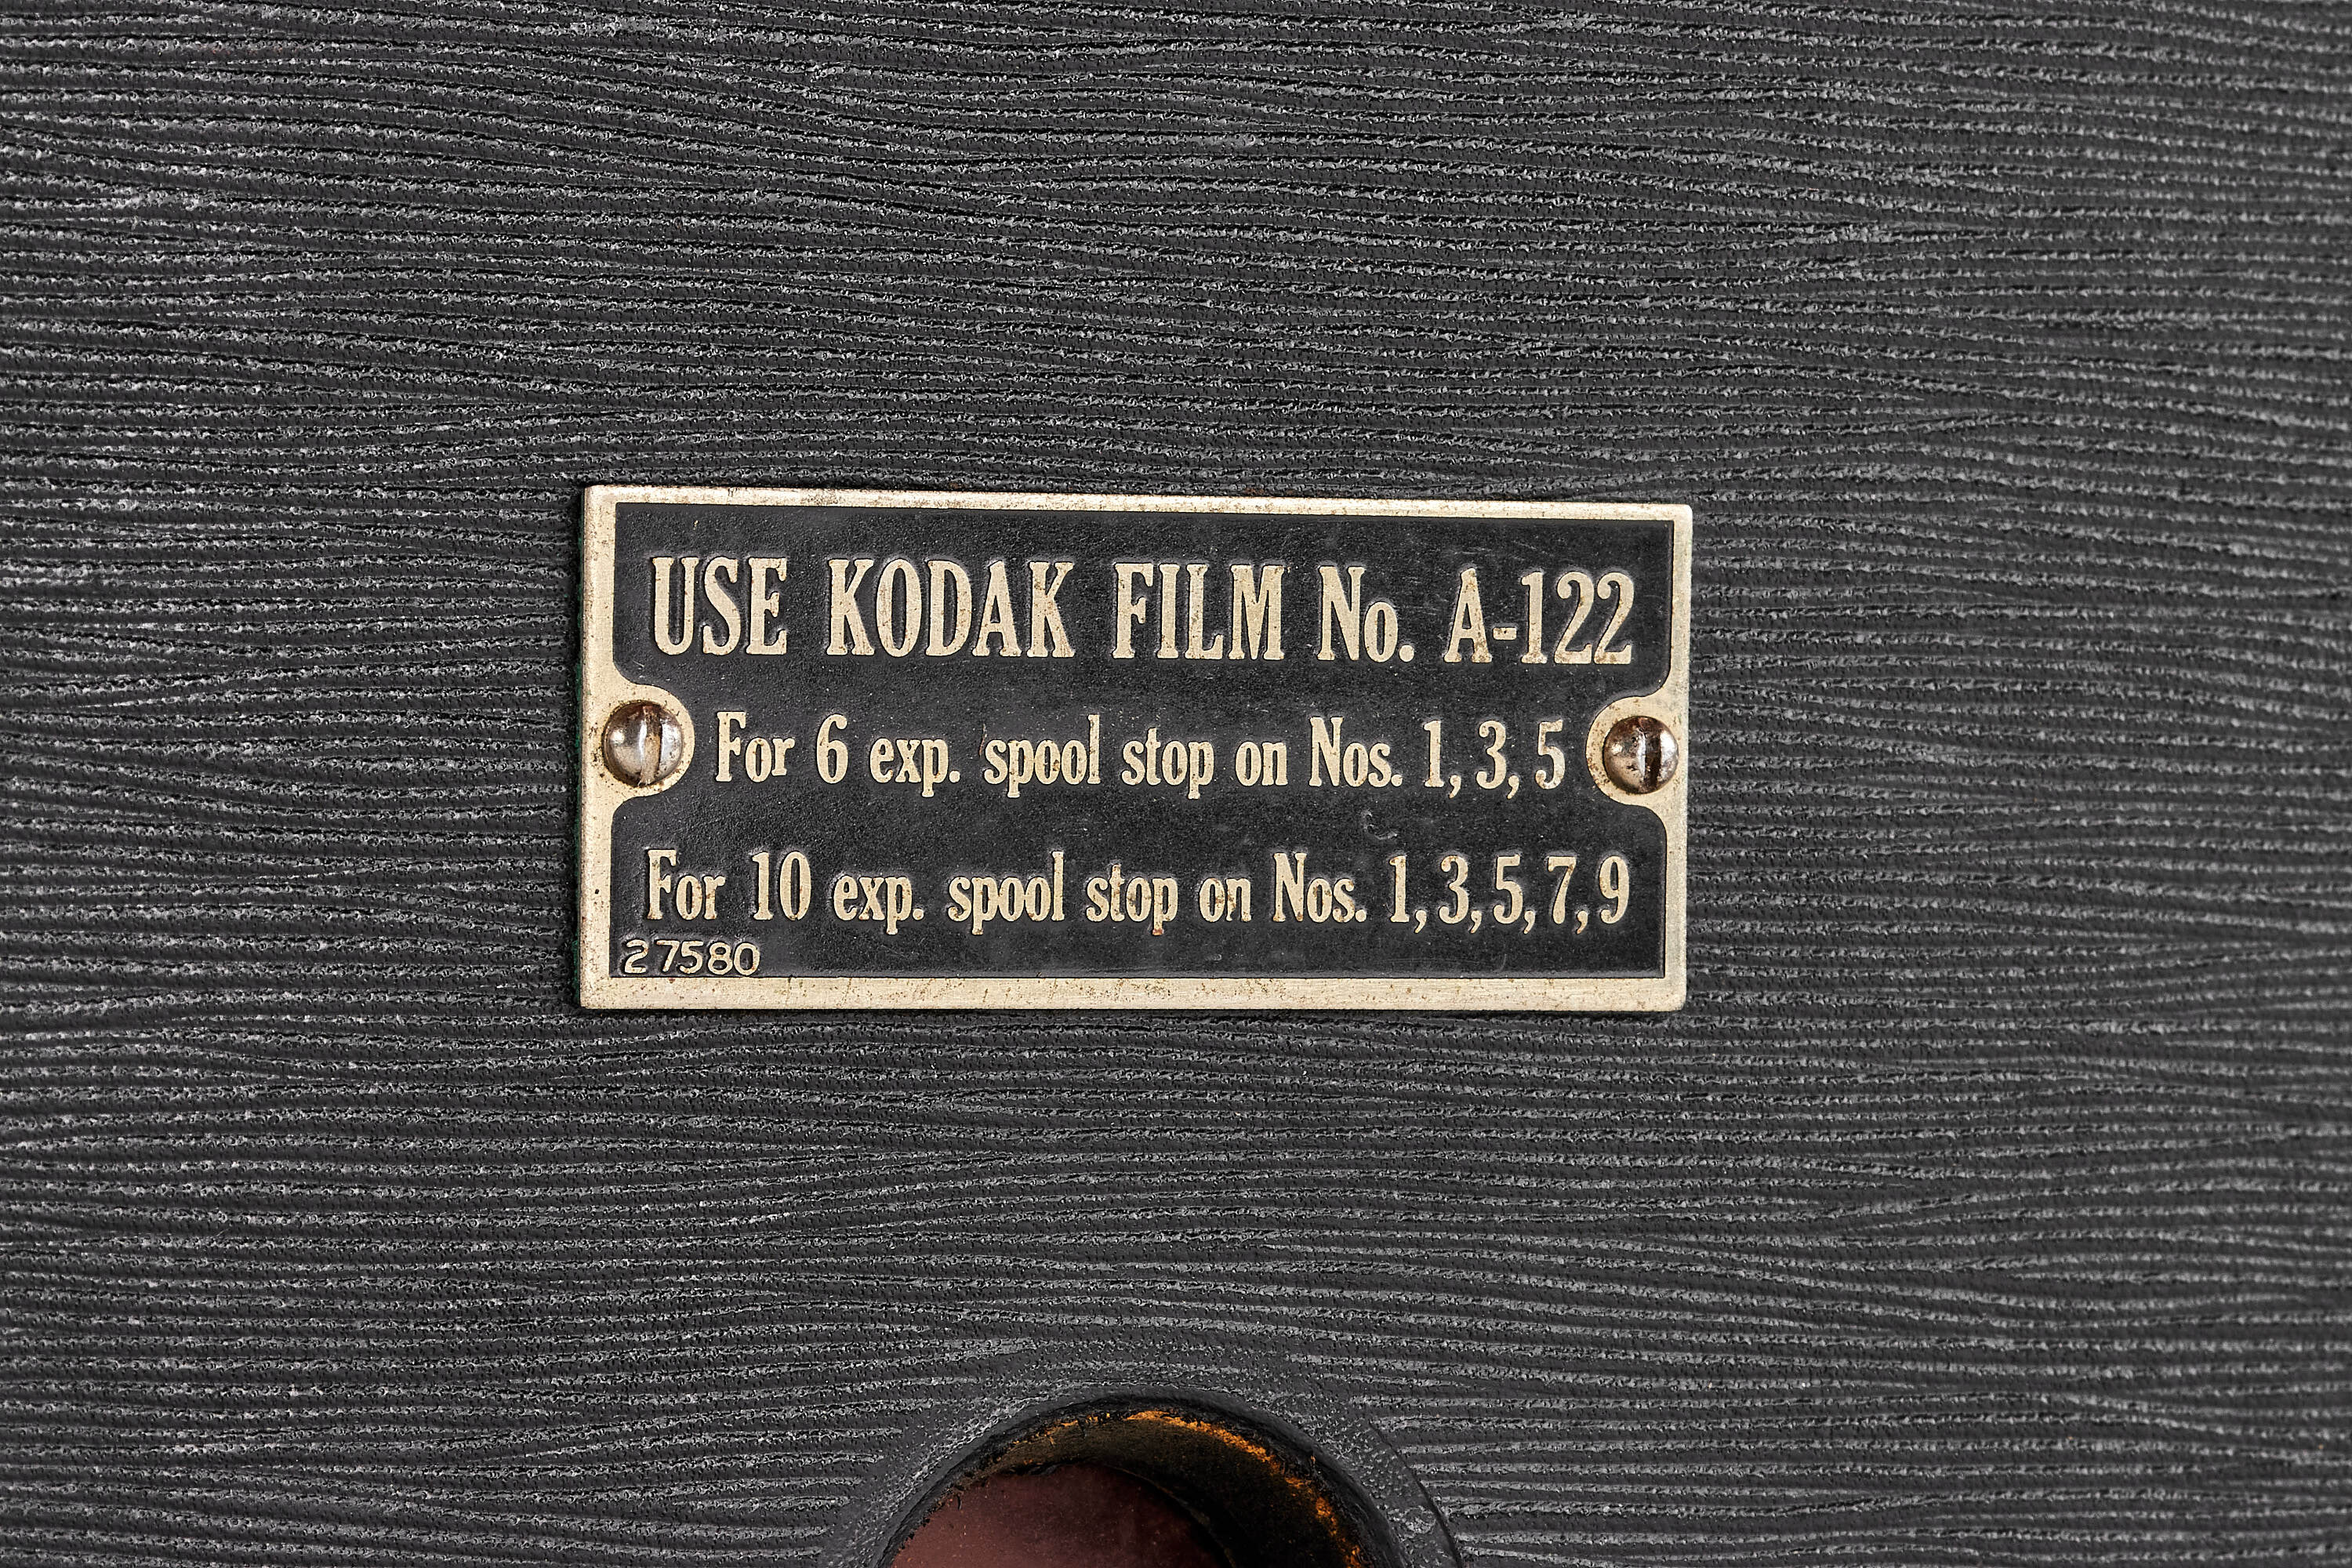 USE KODAK FILM No. A-122
For 6 exp. spool stop on Nos. 1, 3, 5
For 10 exp. spool stop on Nos. 1, 3, 5, 7, 9
27580